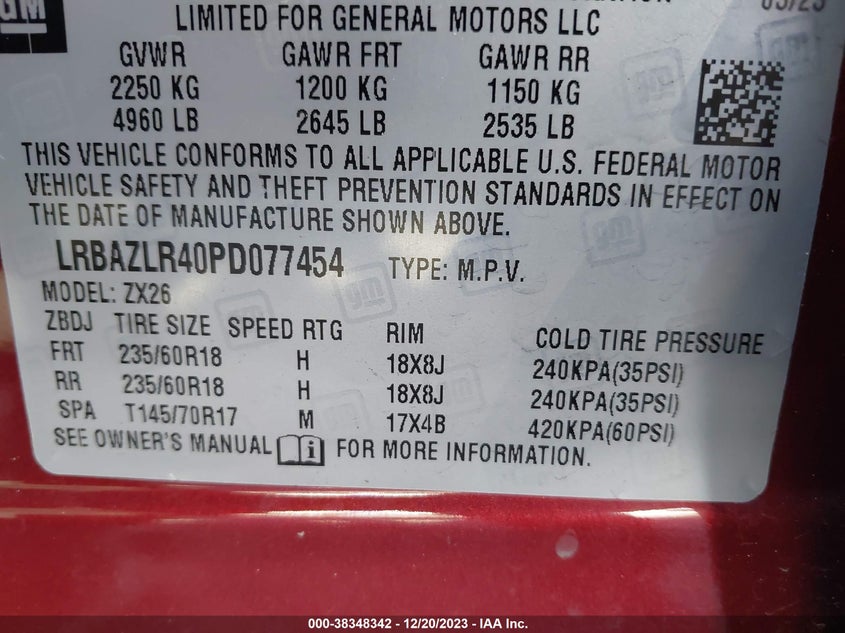 GM
LIMITED FOR GENERAL MOTORS LLC
GVWR GAWR FRT GAWR RR
2250 KG 1200 KG 1150 KG
4960 LB 2645 LB 2535 LB
THIS VEHICLE CONFORMS TO ALL APPLICABLE U.S. FEDERAL MOTOR
VEHICLE SAFETY AND THEFT PREVENTION STANDARDS IN EFFECT ON
THE DATE OF MANUFACTURE SHOWN ABOVE.
LRBAZLR40PD077454 TYPE: M.P.V.
MODEL: ZX26
ZBDJ TIRE SIZE SPEED RTG RIM COLD TIRE PRESSURE
FRT 235/60R18 H 18X8J 240KPA(35PSI)
RR 235/60R18 H 18X8J 240KPA(35PSI)
SPA T145/70R17 M 17X4B 420KPA(60PSI)
SEE OWNER'S MANUAL i FOR MORE INFORMATION.
000-38348342 - 12/20/2023 - IAA Inc.